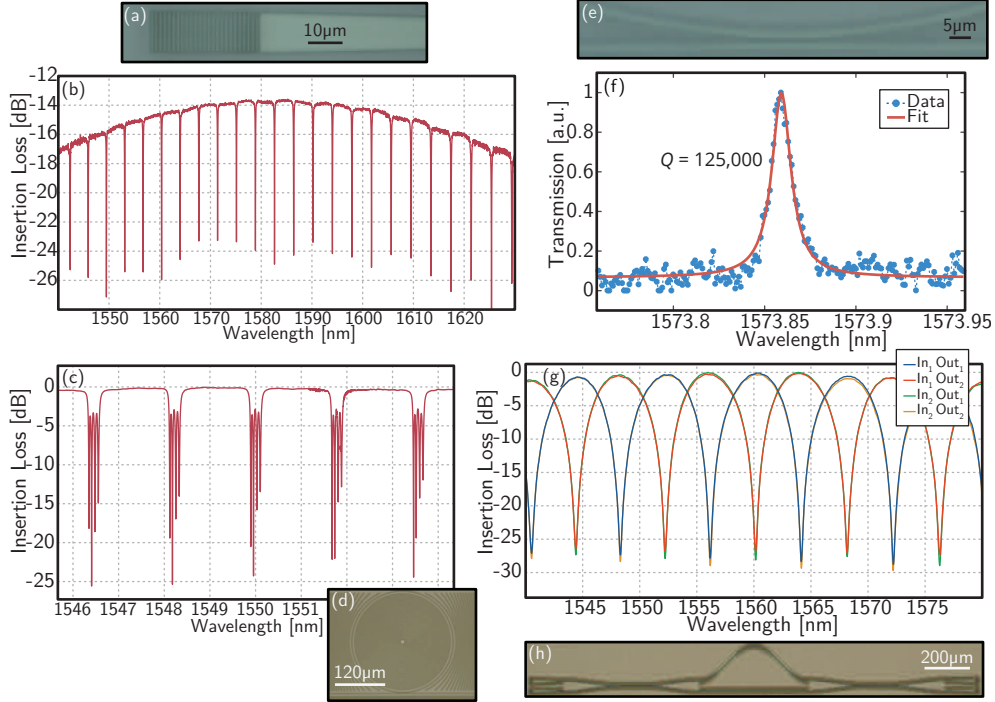 (a)
10µm
(b)
Insertion Loss [dB]
-12
-14
-16
-18
-20
-22
-24
-26
1550 1560 1570 1580 1590 1600 1610 1620
Wavelength [nm]
(c)
Insertion Loss [dB]
0
-5
-10
-15
-20
-25
1546 1547 1548 1549 1550 1551
Wavelength [nm]
(d)
120µm
(e)
5µm
(f)
Data
Fit
Q = 125,000
Transmission [a.u.]
1
0.8
0.6
0.4
0.2
0
1573.8 1573.85 1573.9 1573.95
Wavelength [nm]
(g)
In1 Out1
In1 Out2
In2 Out1
In2 Out2
Insertion Loss [dB]
0
-5
-10
-15
-20
-25
-30
1545 1550 1555 1560 1565 1570 1575
Wavelength [nm]
(h)
200µm